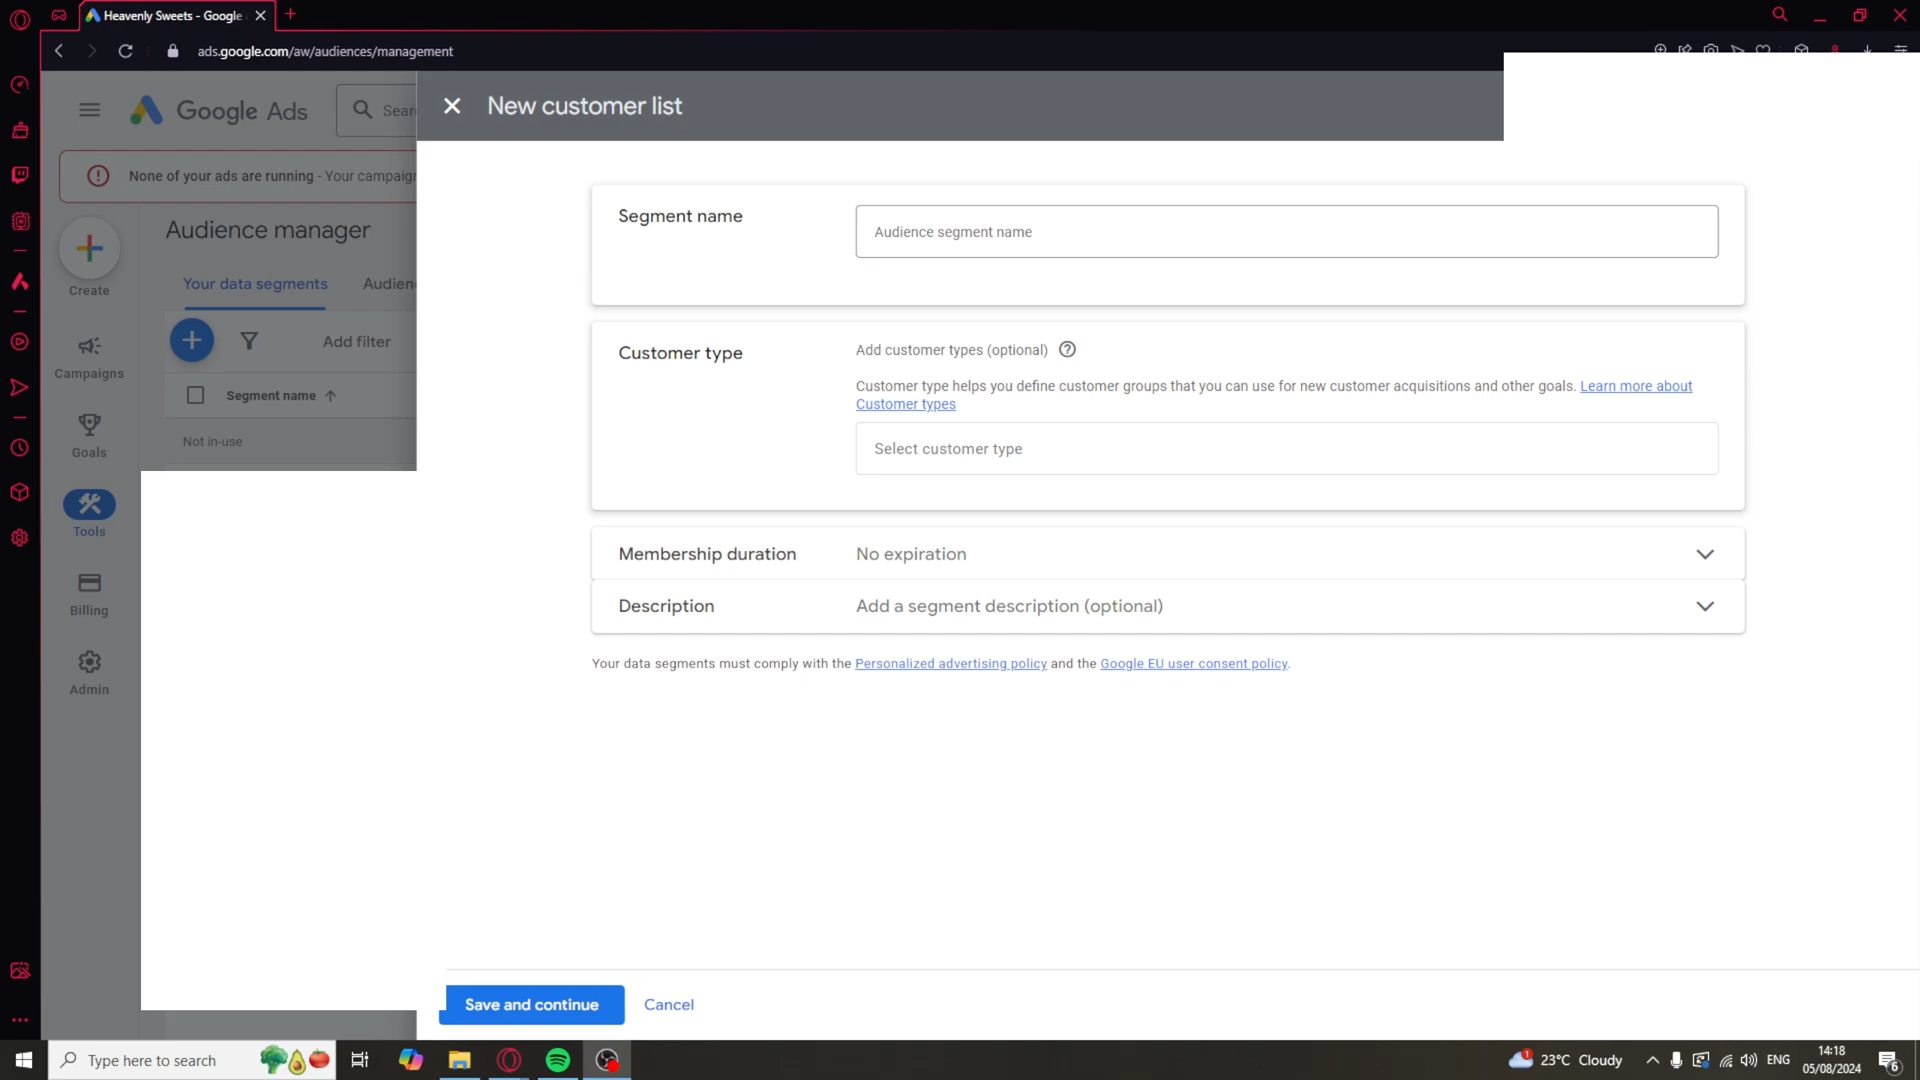 Heavenly Sweets - Google
ads.google.com/aw/audiences/management
Google Ads
Sear
New customer list
None of your ads are running - Your campaign
Audience manager
Create
Your data segments
Audien
Add filter
Segment name
Not in-use
Campaigns
Goals
Tools
Billing
Admin
Segment name
Audience segment name
Customer type
Add customer types (optional)
Customer type helps you define customer groups that you can use for new customer acquisitions and other goals. Learn more about
Customer types
Select customer type
Membership duration
No expiration
Description
Add a segment description (optional)
Your data segments must comply with the Personalized advertising policy and the Google EU user consent policy.
Save and continue
Cancel
Type here to search
1
23°C Cloudy
ENG
14:18
05/08/2024
6